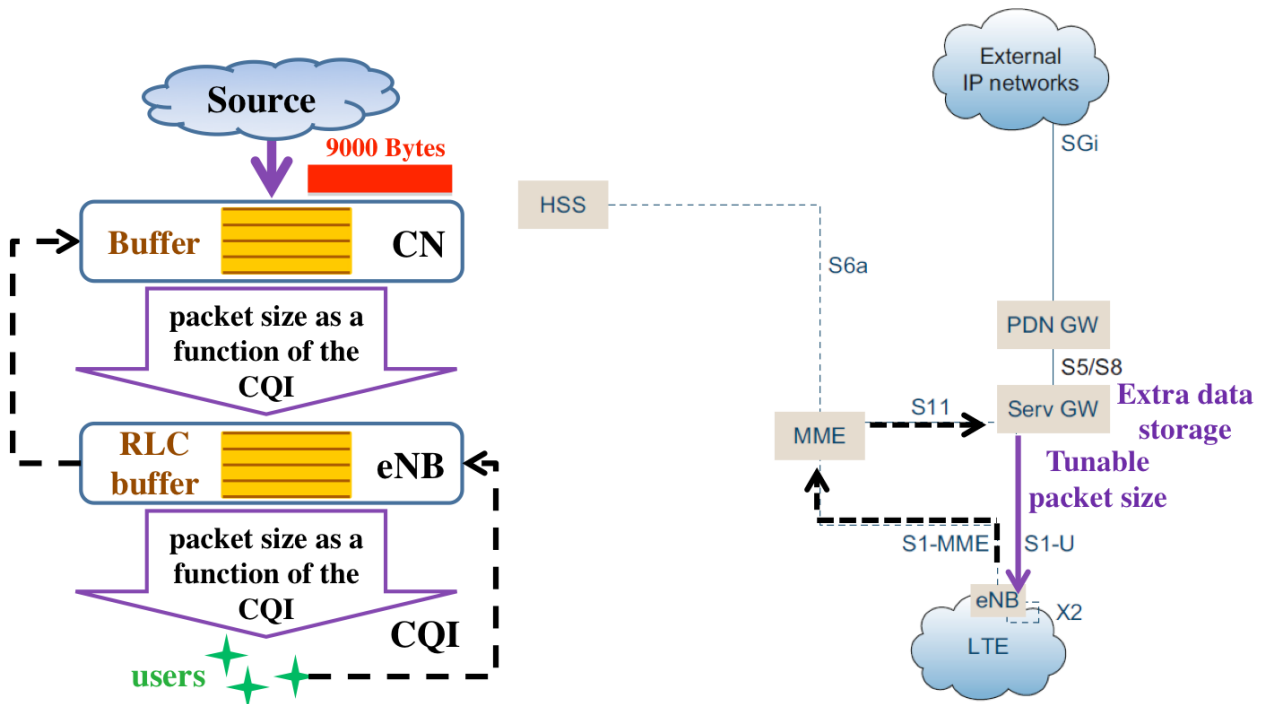 Source
9000 Bytes
Buffer
CN
packet size as a
function of the
CQI
RLC
buffer
eNB
packet size as a
function of the
CQI
CQI
users
External
IP networks
SGi
HSS
S6a
PDN GW
S5/S8
S11
Serv GW
Extra data
storage
MME
Tunable
packet size
S1-MME
S1-U
eNB
X2
LTE